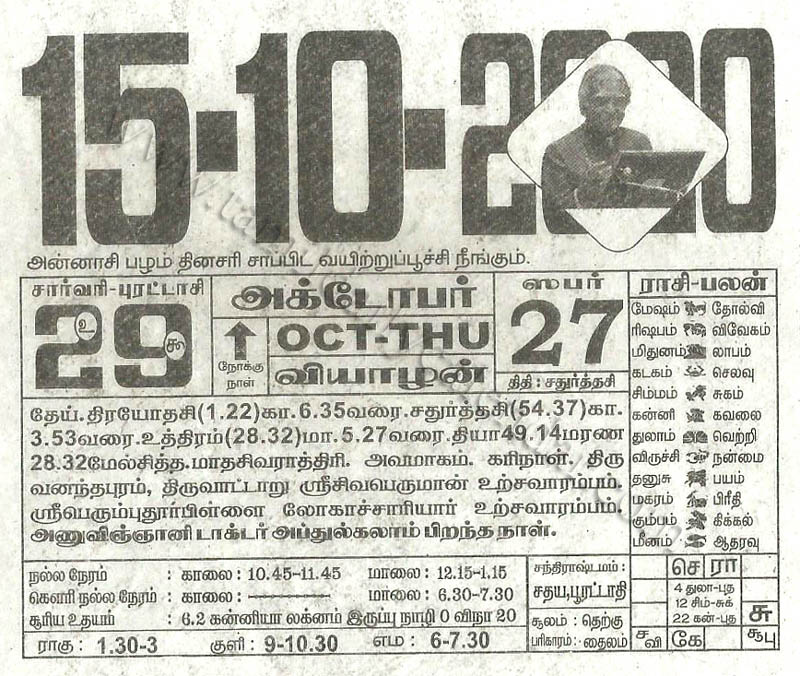 15-10-2020
அன்னாசி பழம் தினசரி சாப்பிட வயிற்றுப்பூச்சி நீங்கும்.
சார்வரி-புரட்டாசி
29
உ
கூ
நோக்கு
நாள்
அக்டோபர்
OCT-THU
வியாழன்
ஸபர்
27
திதி : சதுர்த்தசி
தேய். திரயோதசி(1.22)கா. 6.35வரை. சதுர்த்தசி(54.37)கா.
3.53வரை. உத்திரம்(28.32)மா. 5.27வரை. தியா49.14மரண
28.32மேல்சித்த. மாதசிவராத்திரி. அவமாகம். கரிநாள். திரு
வனந்தபுரம், திருவாட்டாறு ஸ்ரீசிவபெருமான் உற்சவாரம்பம்.
ஸ்ரீபெரும்புதூர்பிள்ளை லோகாச்சாரியார் உற்சவாரம்பம்.
அணுவிஞ்ஞானி டாக்டர் அப்துல்கலாம் பிறந்த நாள்.
ராசி-பலன்
மேஷம் தோல்வி
ரிஷபம் விவேகம்
மிதுனம் லாபம்
கடகம் செலவு
சிம்மம் சுகம்
கன்னி கவலை
துலாம் வெற்றி
விருச்சி நன்மை
தனுசு பயம்
மகரம் பிரீதி
கும்பம் சிக்கல்
மீனம் ஆதரவு
நல்ல நேரம் : காலை : 10.45-11.45 மாலை : 12.15-1.15
கௌரி நல்ல நேரம் : காலை : ———— மாலை : 6.30-7.30
சூரிய உதயம் : 6.2 கன்னியா லக்னம் இருப்பு நாழி 0 விநா 20
ராகு : 1.30-3 குளி : 9-10.30 எம : 6-7.30
சந்திராஷ்டமம் :
சதய,பூரட்டாதி
சூலம் : தெற்கு
பரிகாரம் : தைலம்
செ ரா
4 துலா-புத
12 சிம்-சுக்
22 கன்-புத
சு
ச
வி
கே
சூபு